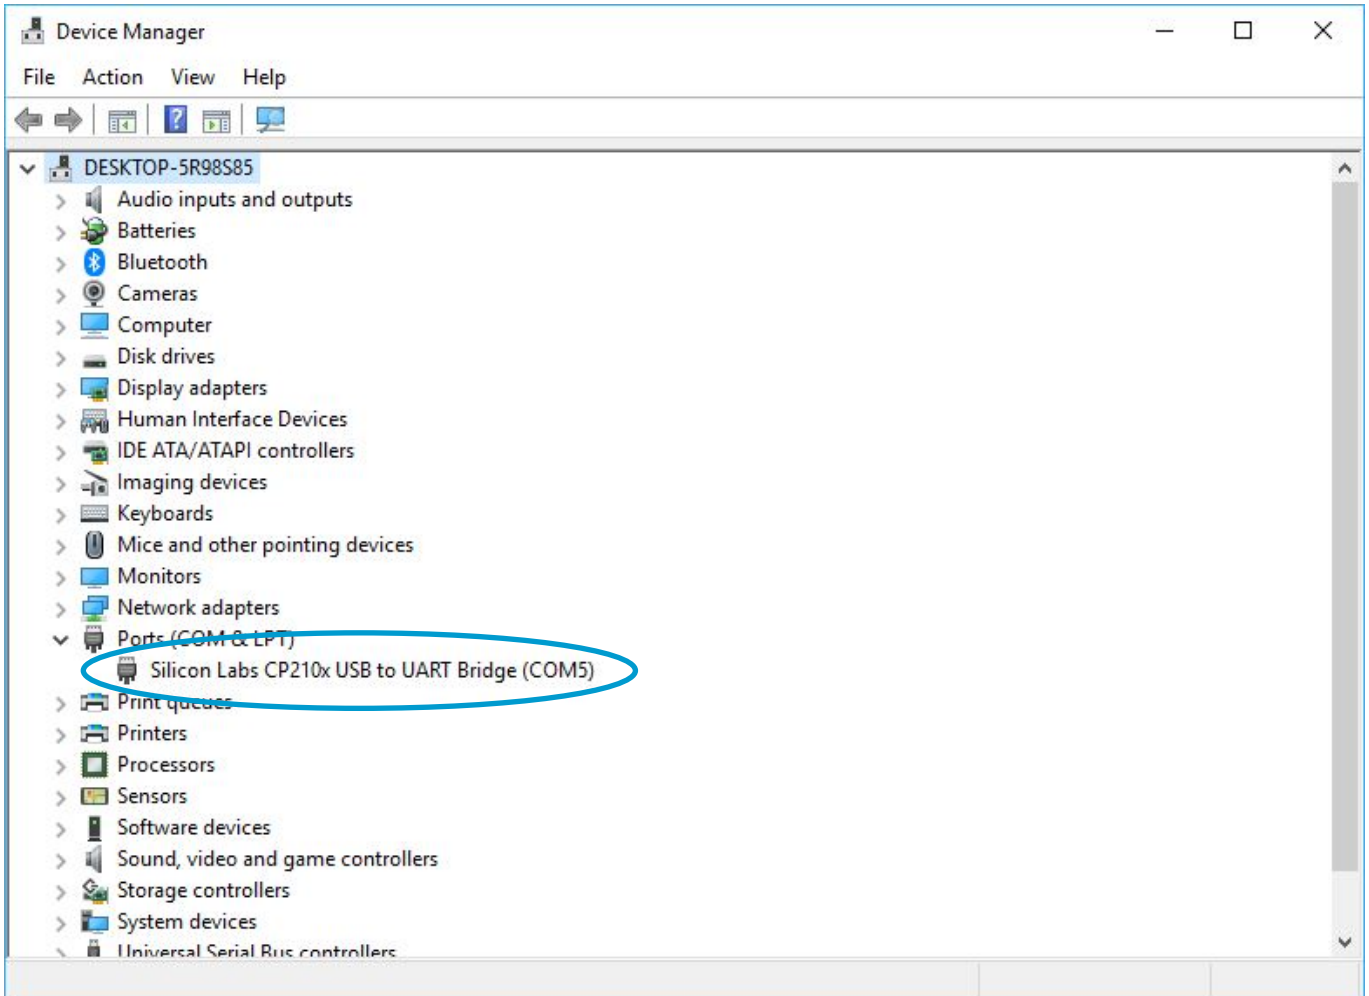 Device Manager
File Action View Help
DESKTOP-5R98S85
Audio inputs and outputs
Batteries
Bluetooth
Cameras
Computer
Disk drives
Display adapters
Human Interface Devices
IDE ATA/ATAPI controllers
Imaging devices
Keyboards
Mice and other pointing devices
Monitors
Network adapters
Ports (COM & LPT)
Silicon Labs CP210x USB to UART Bridge (COM5)
Print queues
Printers
Processors
Sensors
Software devices
Sound, video and game controllers
Storage controllers
System devices
Universal Serial Bus controllers